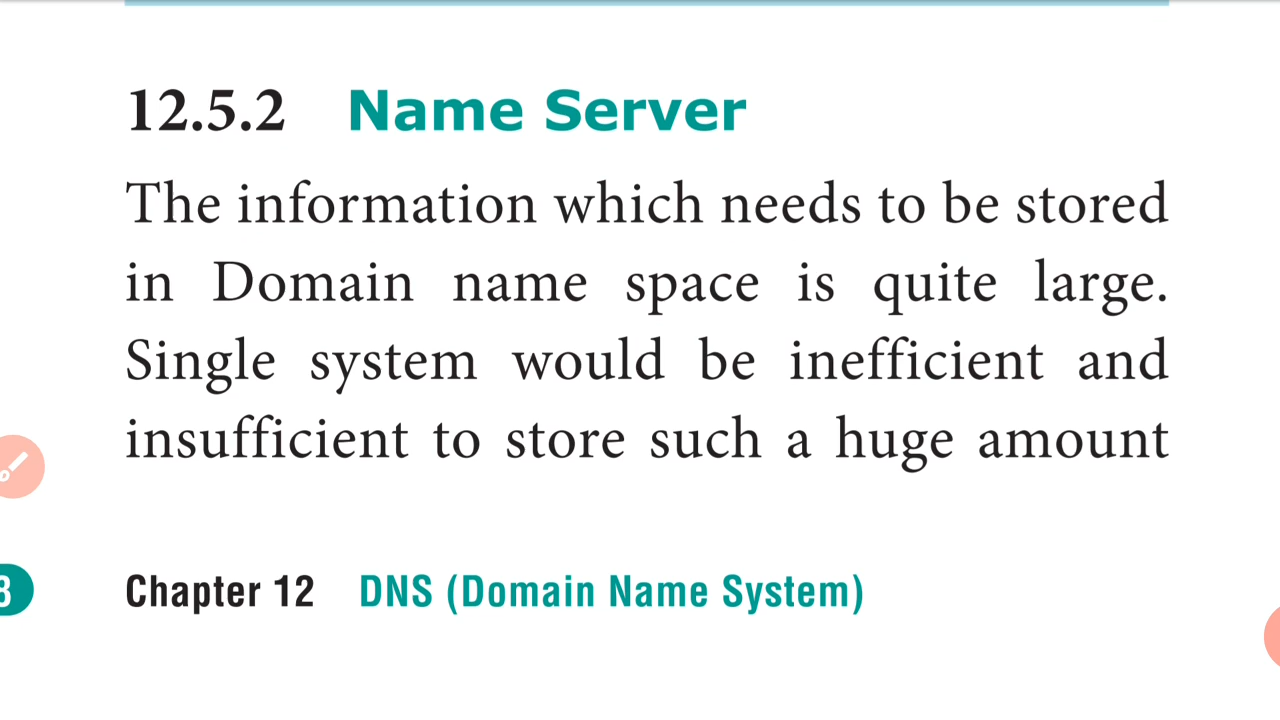 12.5.2 Name Server
The information which needs to be stored
in Domain name space is quite large.
Single system would be inefficient and
insufficient to store such a huge amount
Chapter 12 DNS (Domain Name System)